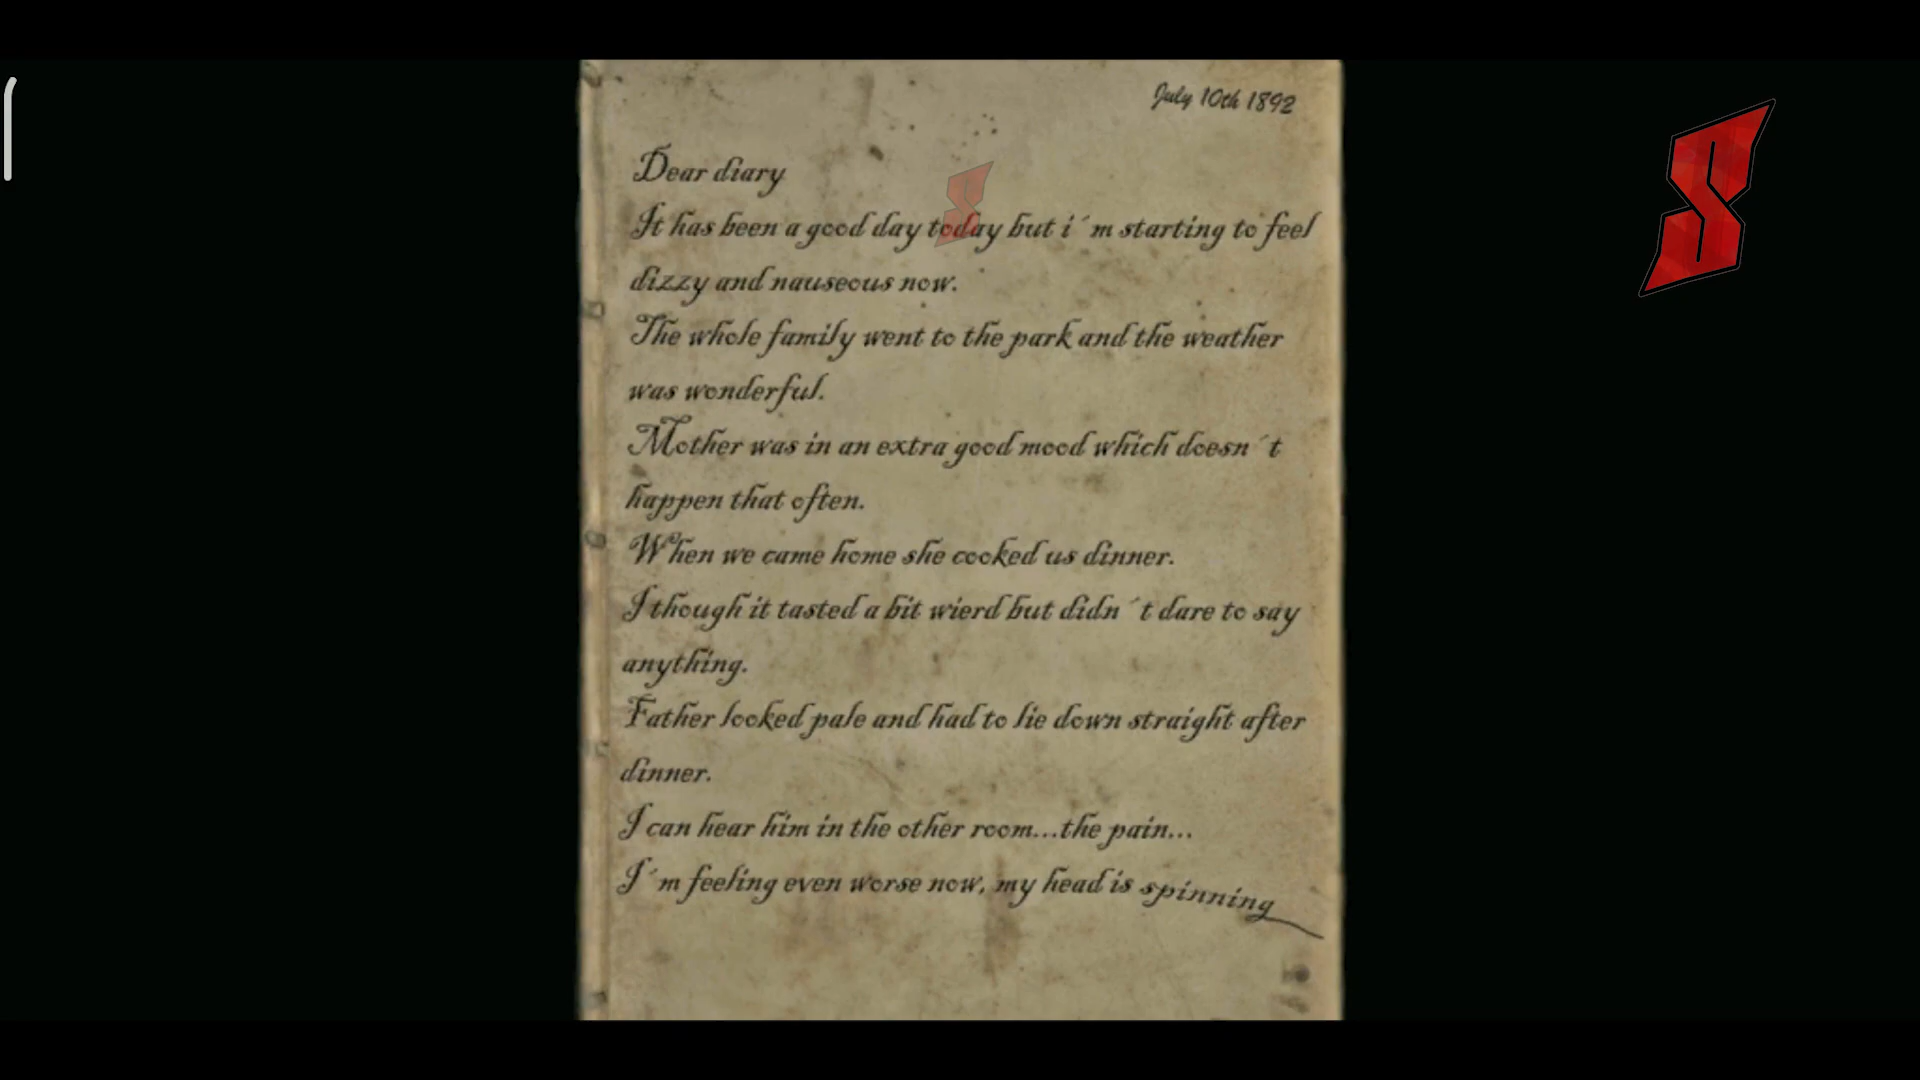 July 10th 1892
Dear diary
It has been a good day today but i´m starting to feel
dizzy and nauseous now.
The whole family went to the park and the weather
was wonderful.
Mother was in an extra good mood which doesn´t
happen that often.
When we came home she cooked us dinner.
I though it tasted a bit wierd but didn´t dare to say
anything.
Father looked pale and had to lie down straight after
dinner.
I can hear him in the other room...the pain...
I´m feeling even worse now, my head is spinning